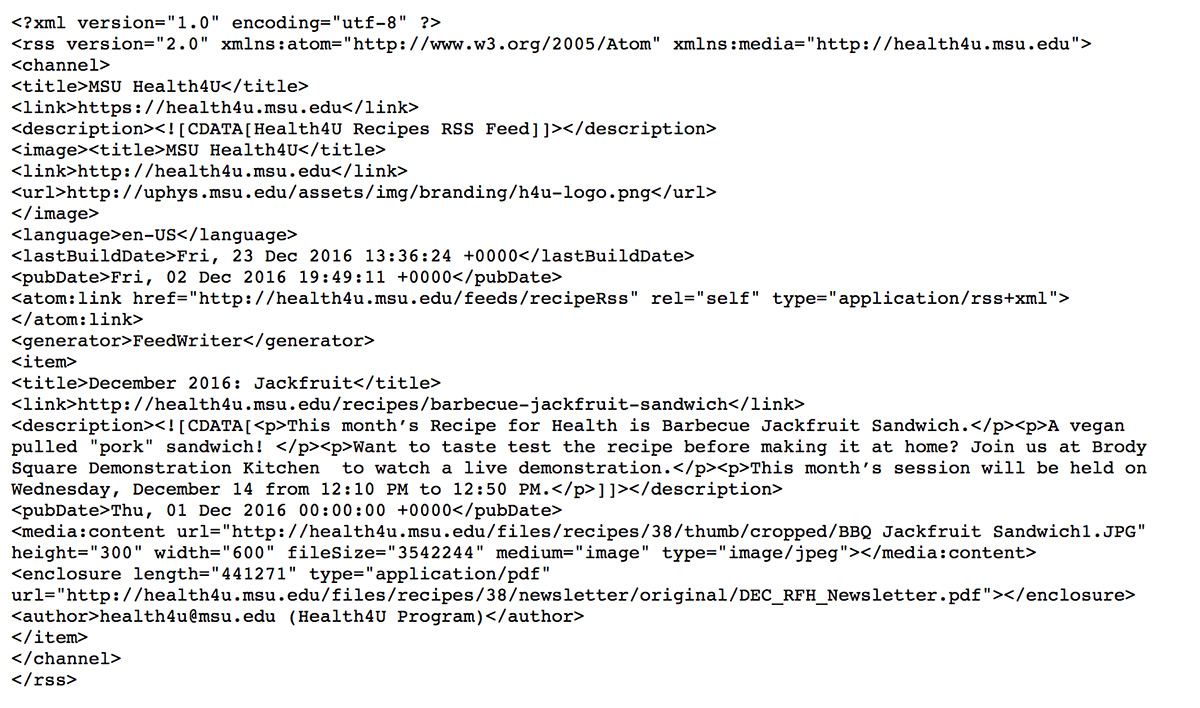 <?xml version="1.0" encoding="utf-8" ?>
<rss version="2.0" xmlns:atom="http://www.w3.org/2005/Atom" xmlns:media="http://health4u.msu.edu">
<channel>
<title>MSU Health4U</title>
<link>https://health4u.msu.edu</link>
<description><![CDATA[Health4U Recipes RSS Feed]]></description>
<image><title>MSU Health4U</title>
<link>http://health4u.msu.edu</link>
<url>http://uphys.msu.edu/assets/img/branding/h4u-logo.png</url>
</image>
<language>en-US</language>
<lastBuildDate>Fri, 23 Dec 2016 13:36:24 +0000</lastBuildDate>
<pubDate>Fri, 02 Dec 2016 19:49:11 +0000</pubDate>
<atom:link href="http://health4u.msu.edu/feeds/recipeRss" rel="self" type="application/rss+xml">
</atom:link>
<generator>FeedWriter</generator>
<item>
<title>December 2016: Jackfruit</title>
<link>http://health4u.msu.edu/recipes/barbecue-jackfruit-sandwich</link>
<description><![CDATA[<p>This month’s Recipe for Health is Barbecue Jackfruit Sandwich.</p><p>A vegan
pulled "pork" sandwich! </p><p>Want to taste test the recipe before making it at home? Join us at Brody
Square Demonstration Kitchen  to watch a live demonstration.</p><p>This month’s session will be held on
Wednesday, December 14 from 12:10 PM to 12:50 PM.</p>]]></description>
<pubDate>Thu, 01 Dec 2016 00:00:00 +0000</pubDate>
<media:content url="http://health4u.msu.edu/files/recipes/38/thumb/cropped/BBQ Jackfruit Sandwich1.JPG"
height="300" width="600" fileSize="3542244" medium="image" type="image/jpeg"></media:content>
<enclosure length="441271" type="application/pdf"
url="http://health4u.msu.edu/files/recipes/38/newsletter/original/DEC_RFH_Newsletter.pdf"></enclosure>
<author>health4u@msu.edu (Health4U Program)</author>
</item>
</channel>
</rss>